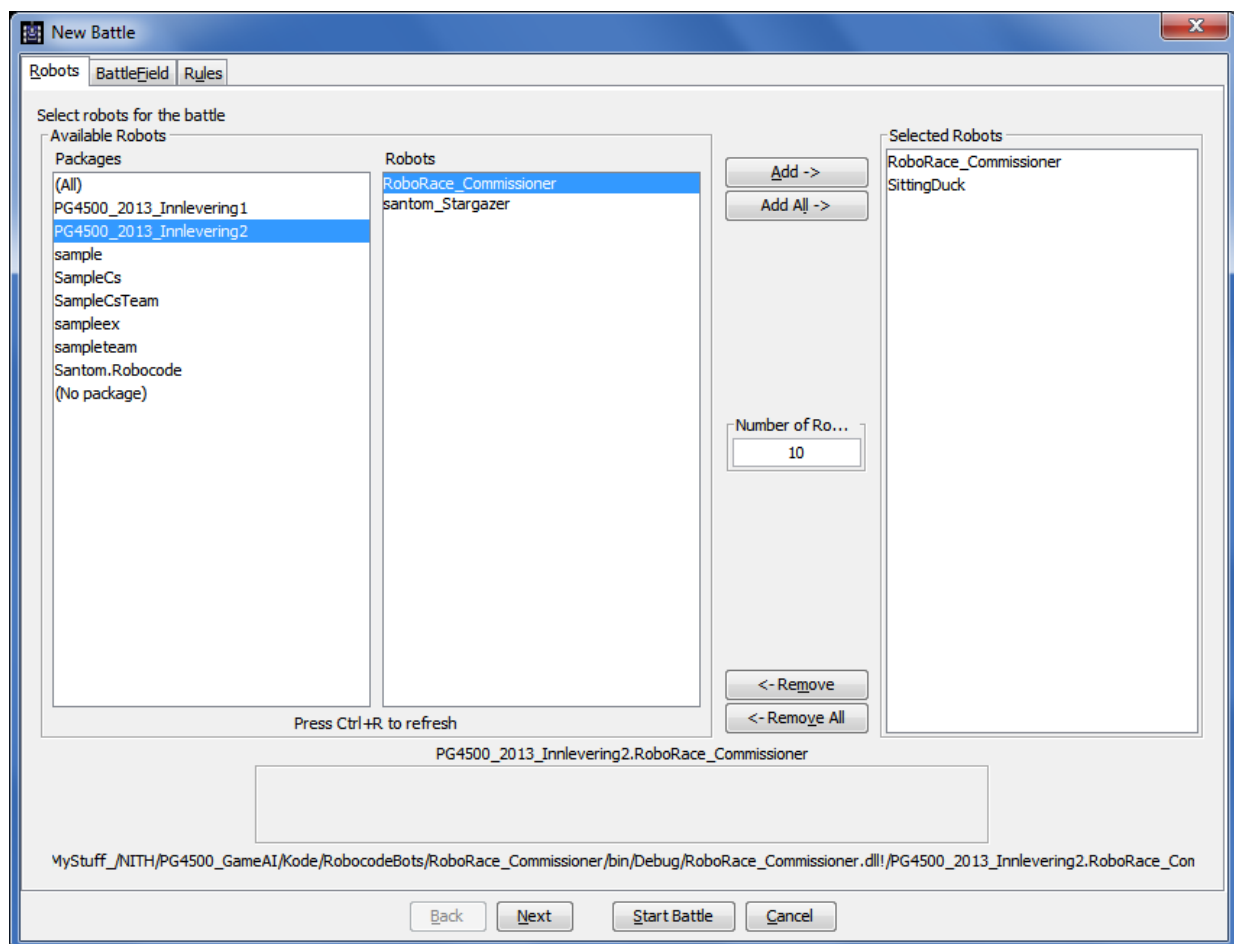 New Battle
Robots BattleField Rules
Select robots for the battle
Available Robots
Packages
(All)
PG4500_2013_Innlevering1
PG4500_2013_Innlevering2
sample
SampleCs
SampleCsTeam
sampleex
sampleteam
Santom.Robocode
(No package)
Robots
RoboRace_Commissioner
santom_Stargazer
Press Ctrl+R to refresh
Add ->
Add All ->
Number of Ro...
10
<- Remove
<- Remove All
Selected Robots
RoboRace_Commissioner
SittingDuck
PG4500_2013_Innlevering2.RoboRace_Commissioner
MyStuff_/NITH/PG4500_GameAI/Kode/RobocodeBots/RoboRace_Commissioner/bin/Debug/RoboRace_Commissioner.dll!/PG4500_2013_Innlevering2.RoboRace_Com
Back Next Start Battle Cancel